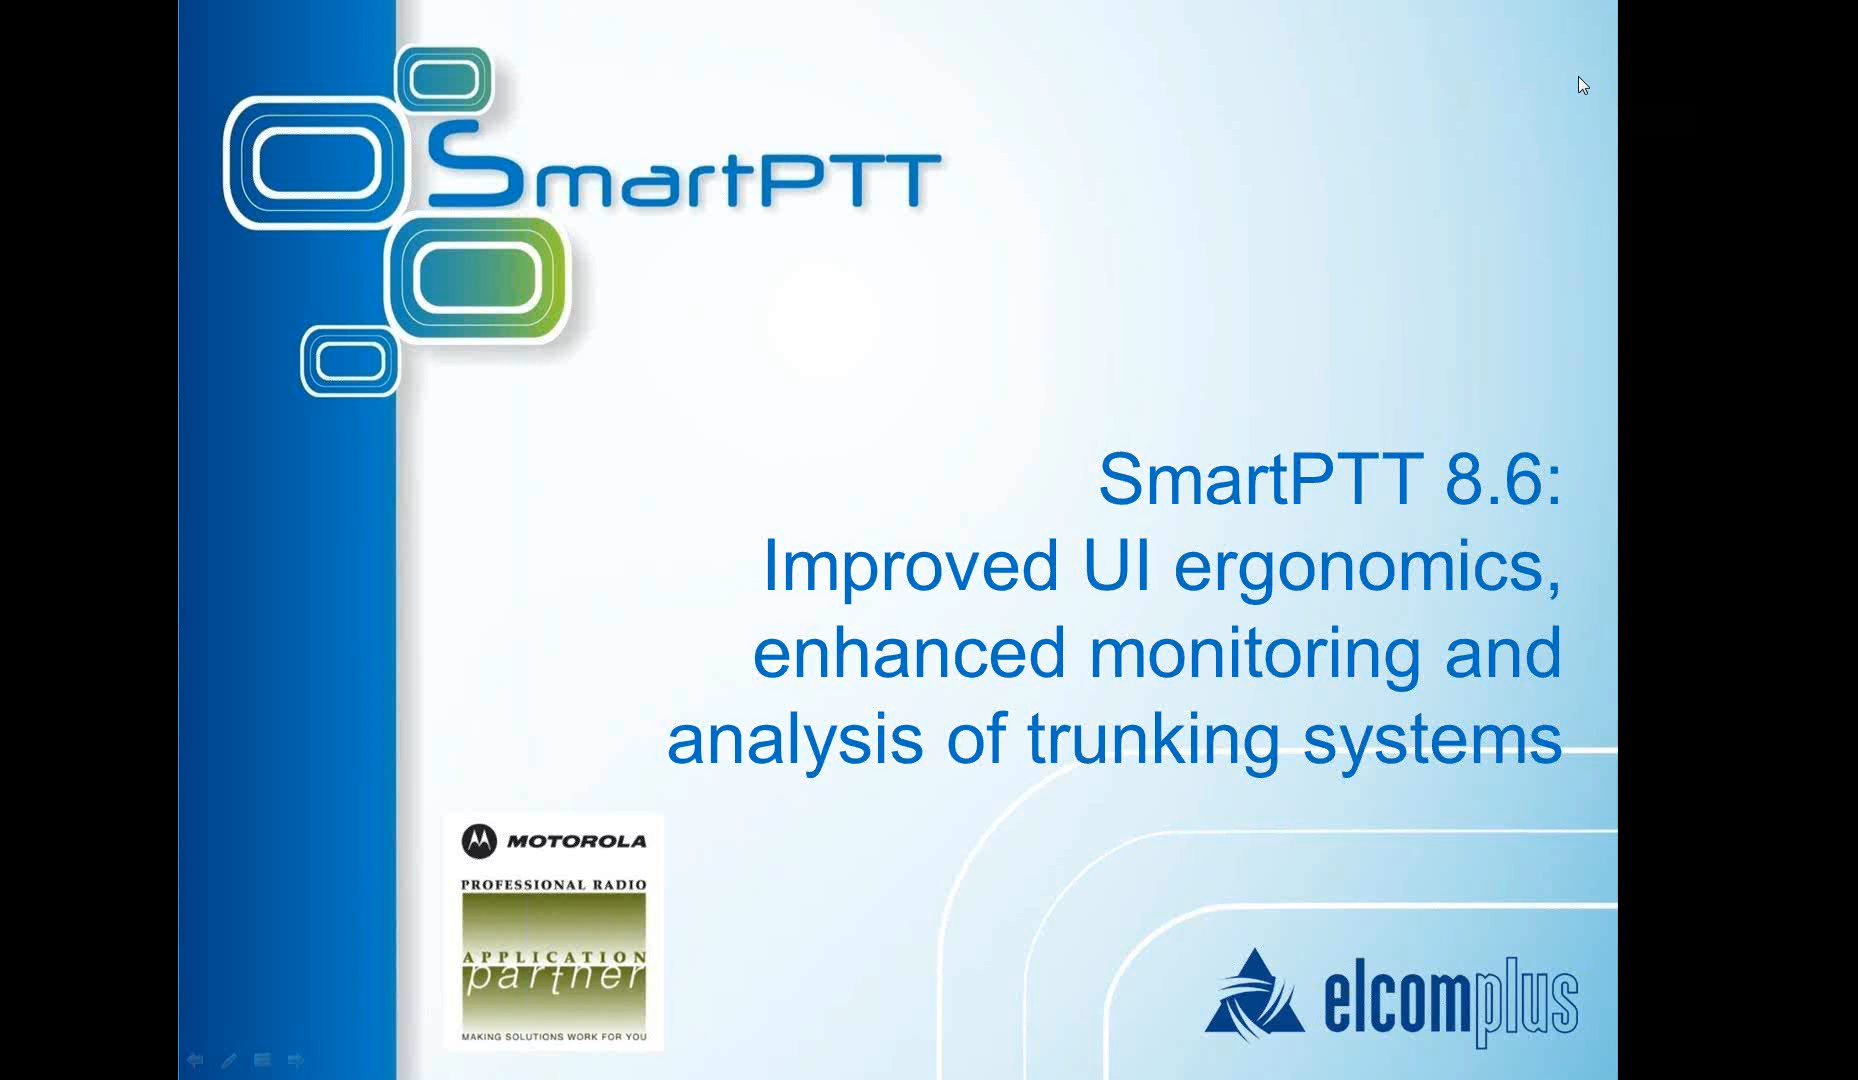 SmartPTT
SmartPTT 8.6:
Improved UI ergonomics,
enhanced monitoring and
analysis of trunking systems
MOTOROLA
PROFESSIONAL RADIO
APPLICATION
partner
MAKING SOLUTIONS WORK FOR YOU
elcomplus